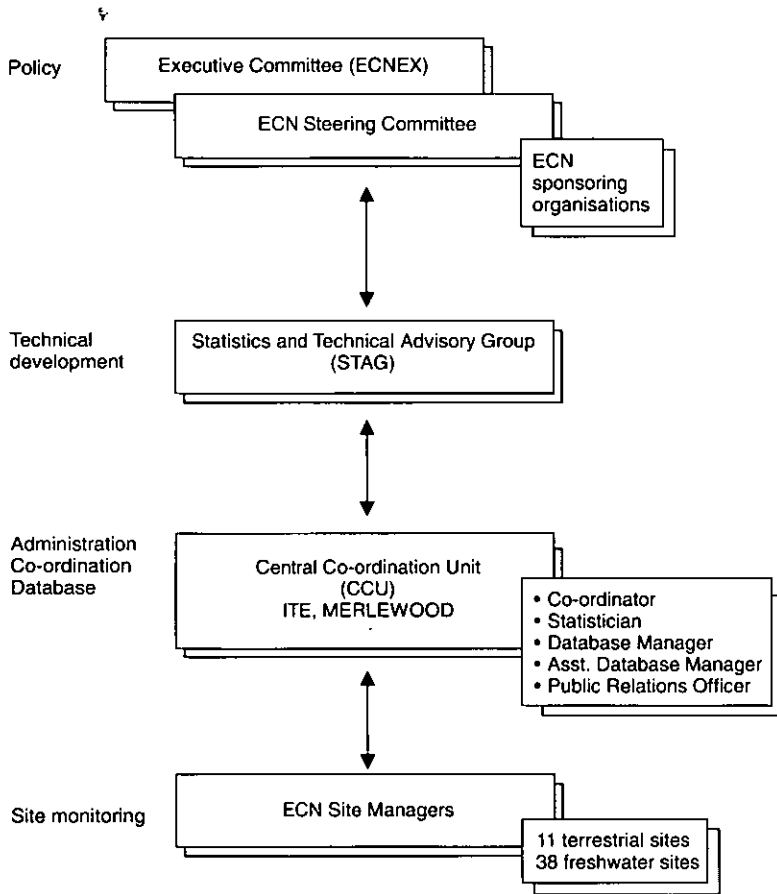 Policy
Executive Committee (ECNEX)
ECN Steering Committee
ECN
sponsoring
organisations
Technical
development
Statistics and Technical Advisory Group
(STAG)
Administration
Co-ordination
Database
Central Co-ordination Unit
(CCU)
ITE, MERLEWOOD
• Co-ordinator
• Statistician
• Database Manager
• Asst. Database Manager
• Public Relations Officer
Site monitoring
ECN Site Managers
11 terrestrial sites
38 freshwater sites